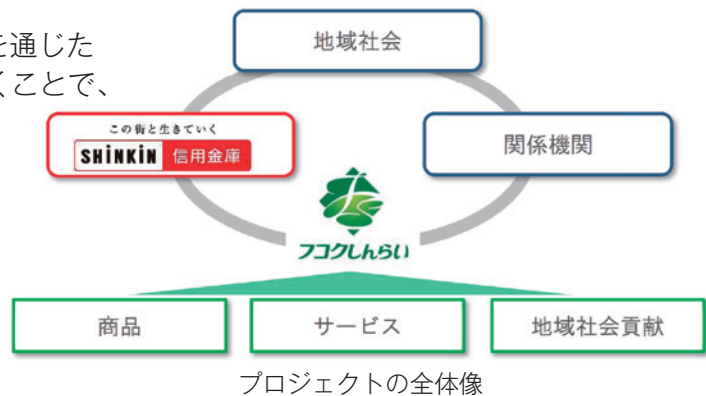 を通じた
くことで、
地域社会
この街と生きていく
SHiNKiN 信用金庫
関係機関
フコクしんらい
商品
サービス
地域社会貢献
プロジェクトの全体像